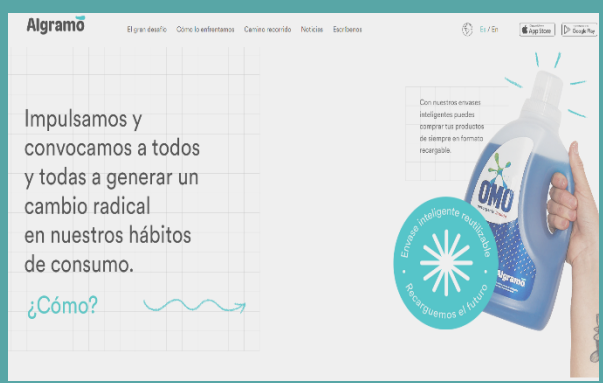 Algramo
El gran desafío Cómo lo enfrentamos Camino recorrido Noticias Escríbenos
Es / En
App Store
Google Play
Impulsamos y
convocamos a todos
y todas a generar un
cambio radical
en nuestros hábitos
de consumo.
¿Cómo?
Con nuestros envases
inteligentes puedes
comprar tus productos
de siempre en formato
recargable.
OMO
Algramo
Envase inteligente reutilizable
Recarguemos el futuro